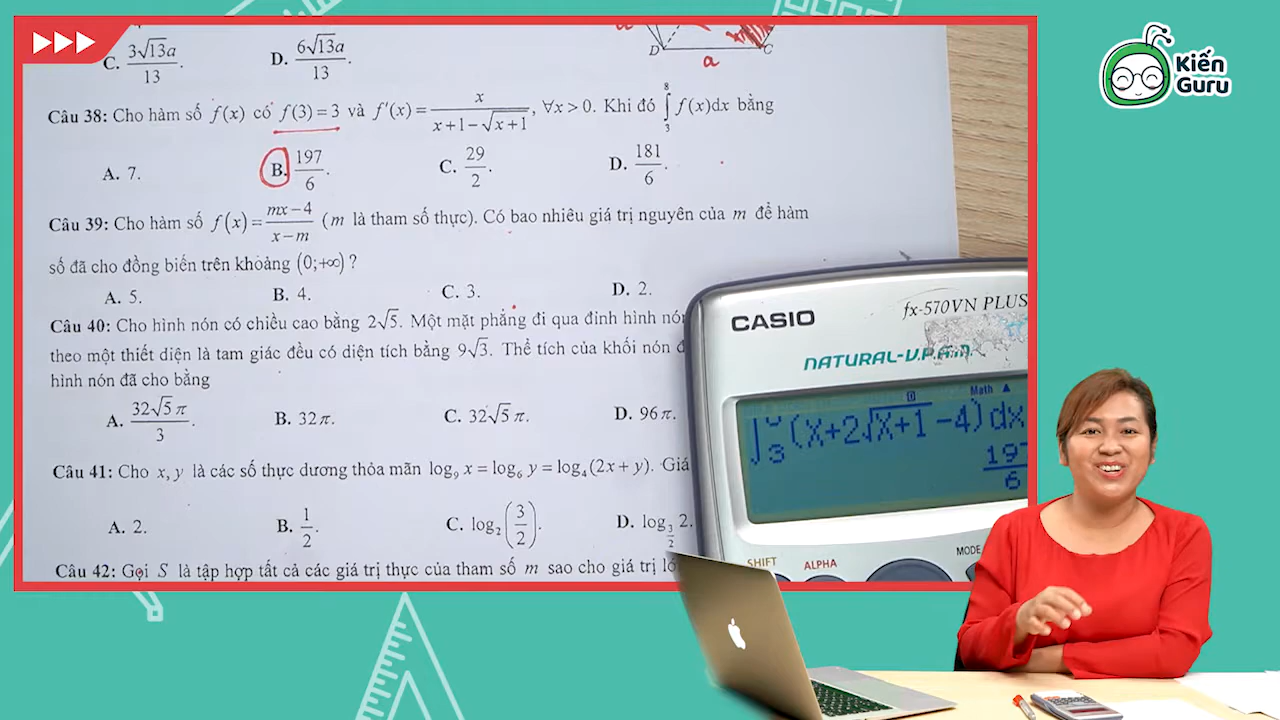 C. 3√13a/13. D. 6√13a/13.
D C
a
Câu 38: Cho hàm số f(x) có f(3)=3 và f'(x)=x/(x+1−√(x+1)), ∀x>0. Khi đó ∫₃⁸ f(x)dx bằng
A. 7. B. 197/6. C. 29/2. D. 181/6.
Câu 39: Cho hàm số f(x)=(mx−4)/(x−m) (m là tham số thực). Có bao nhiêu giá trị nguyên của m để hàm
số đã cho đồng biến trên khoảng (0;+∞)?
A. 5. B. 4. C. 3. D. 2.
Câu 40: Cho hình nón có chiều cao bằng 2√5. Một mặt phẳng đi qua đỉnh hình nón
theo một thiết diện là tam giác đều có diện tích bằng 9√3. Thể tích của khối nón
hình nón đã cho bằng
A. 32√5π/3. B. 32π. C. 32√5π. D. 96π.
Câu 41: Cho x, y là các số thực dương thỏa mãn log₉ x = log₆ y = log₄(2x+y). Giá
A. 2. B. 1/2. C. log₂(3/2). D. log_{3/2} 2.
Câu 42: Gọi S là tập hợp tất cả các giá trị thực của tham số m sao cho giá trị
CASIO fx-570VN PLUS
NATURAL-V.P.A.M.
D Math ▲
∫₃ (X+2√(X+1)−4)dx
197/6
SHIFT ALPHA MODE
Kiến
Guru